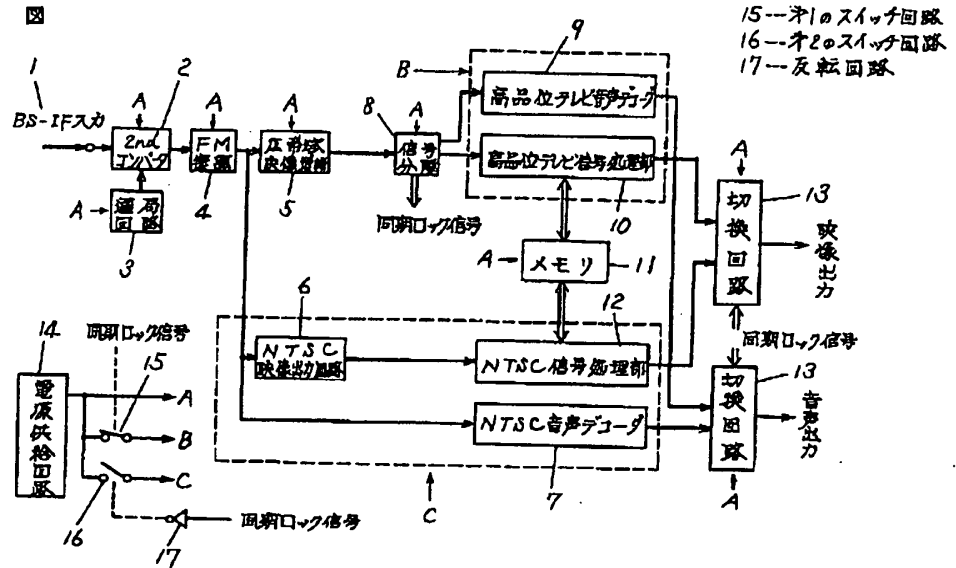 図
15---第1のスイッチ回路
16---第2のスイッチ回路
17---反転回路
1
BS-IF入力
A
2
2nd
コンバータ
A
選局
回路
3
A
FM
復調
4
A
映像
5
8
A
信号
分離
同期ロック信号
B
9
高品位テレビ音声デコーダ
高品位テレビ信号処理部
10
A
メモリ
11
A
切換回路
13
映像出力
同期ロック信号
6
NTSC
映像出力回路
12
NTSC信号処理部
NTSC音声デコーダ
7
C
切換回路
13
音声出力
A
14
電源供給回路
同期ロック信号
15
A
B
C
16
17
同期ロック信号